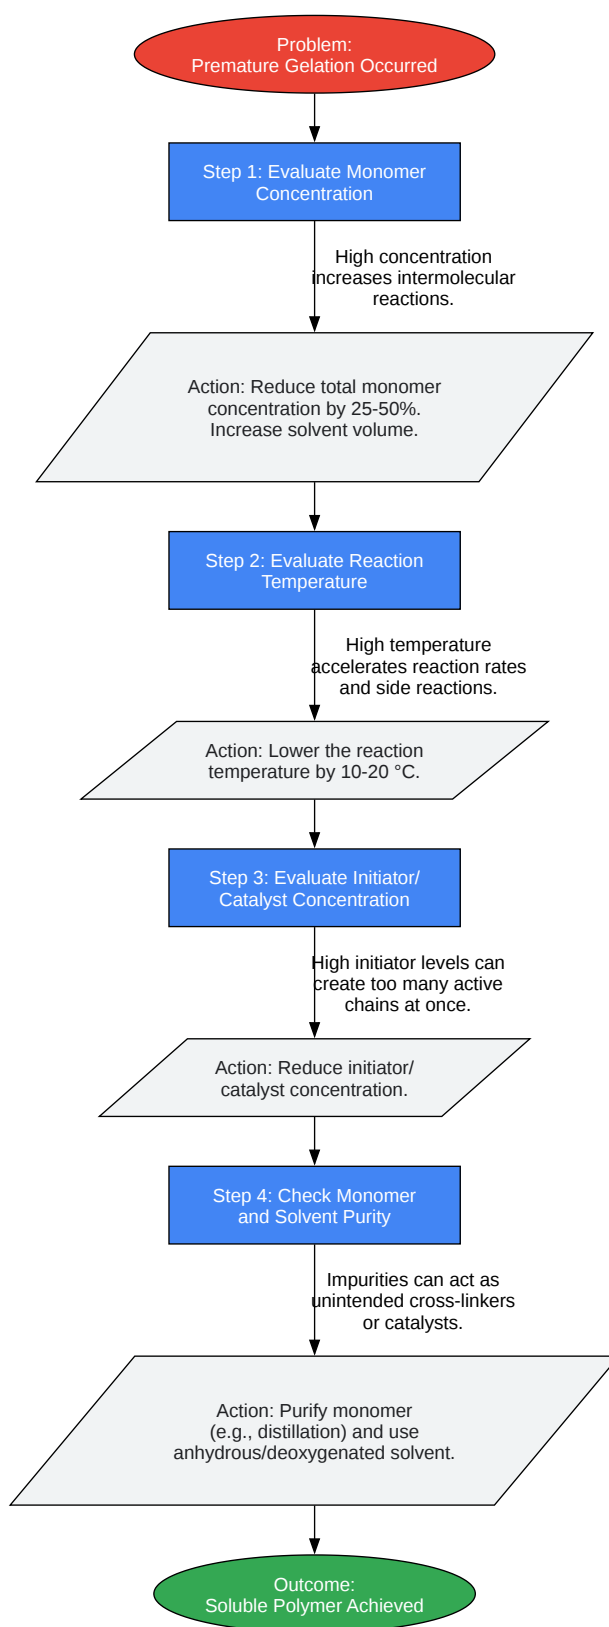 Problem:
Premature Gelation Occurred
Step 1: Evaluate Monomer
Concentration
High concentration
increases intermolecular
reactions.
Action: Reduce total monomer
concentration by 25-50%.
Increase solvent volume.
Step 2: Evaluate Reaction
Temperature
High temperature
accelerates reaction rates
and side reactions.
Action: Lower the reaction
temperature by 10-20 °C.
Step 3: Evaluate Initiator/
Catalyst Concentration
High initiator levels can
create too many active
chains at once.
Action: Reduce initiator/
catalyst concentration.
Step 4: Check Monomer
and Solvent Purity
Impurities can act as
unintended cross-linkers
or catalysts.
Action: Purify monomer
(e.g., distillation) and use
anhydrous/deoxygenated solvent.
Outcome:
Soluble Polymer Achieved